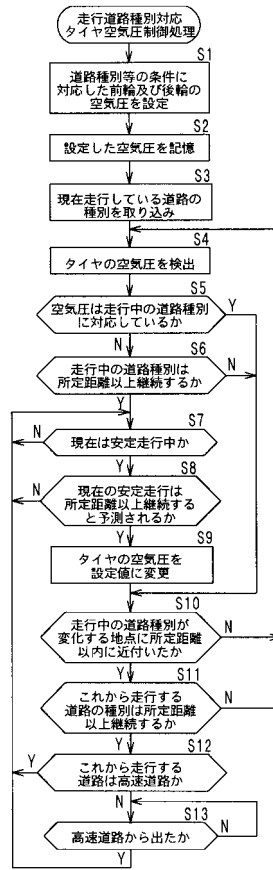 走行道路種別対応
タイヤ空気圧制御処理
S1
道路種別等の条件に
対応した前輪及び後輪の
空気圧を設定
S2
設定した空気圧を記憶
S3
現在走行している道路の
種別を取り込み
S4
タイヤの空気圧を検出
S5
空気圧は走行中の道路種別
に対応しているか
Y
N
S6
走行中の道路種別は
所定距離以上継続するか
N
Y
S7
N
現在は安定走行中か
Y
S8
N
現在の安定走行は
所定距離以上継続する
と予測されるか
Y
S9
タイヤの空気圧を
設定値に変更
S10
走行中の道路種別が
変化する地点に所定距離
以内に近付いたか
N
Y
S11
これから走行する
道路の種別は所定距離
以上継続するか
N
Y
S12
Y
これから走行する
道路は高速道路か
N
S13
高速道路から出たか
N
Y